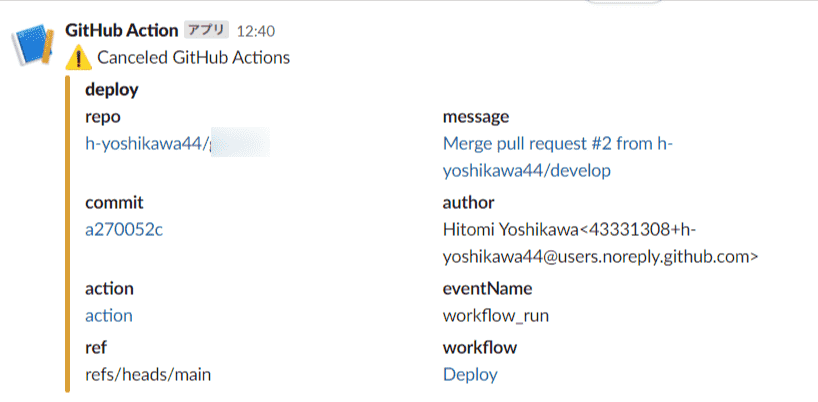 GitHub Action アプリ 12:40
Canceled GitHub Actions
deploy
repo
h-yoshikawa44/
message
Merge pull request #2 from h-
yoshikawa44/develop
commit
a270052c
author
Hitomi Yoshikawa<43331308+h-
yoshikawa44@users.noreply.github.com>
action
action
eventName
workflow_run
ref
refs/heads/main
workflow
Deploy